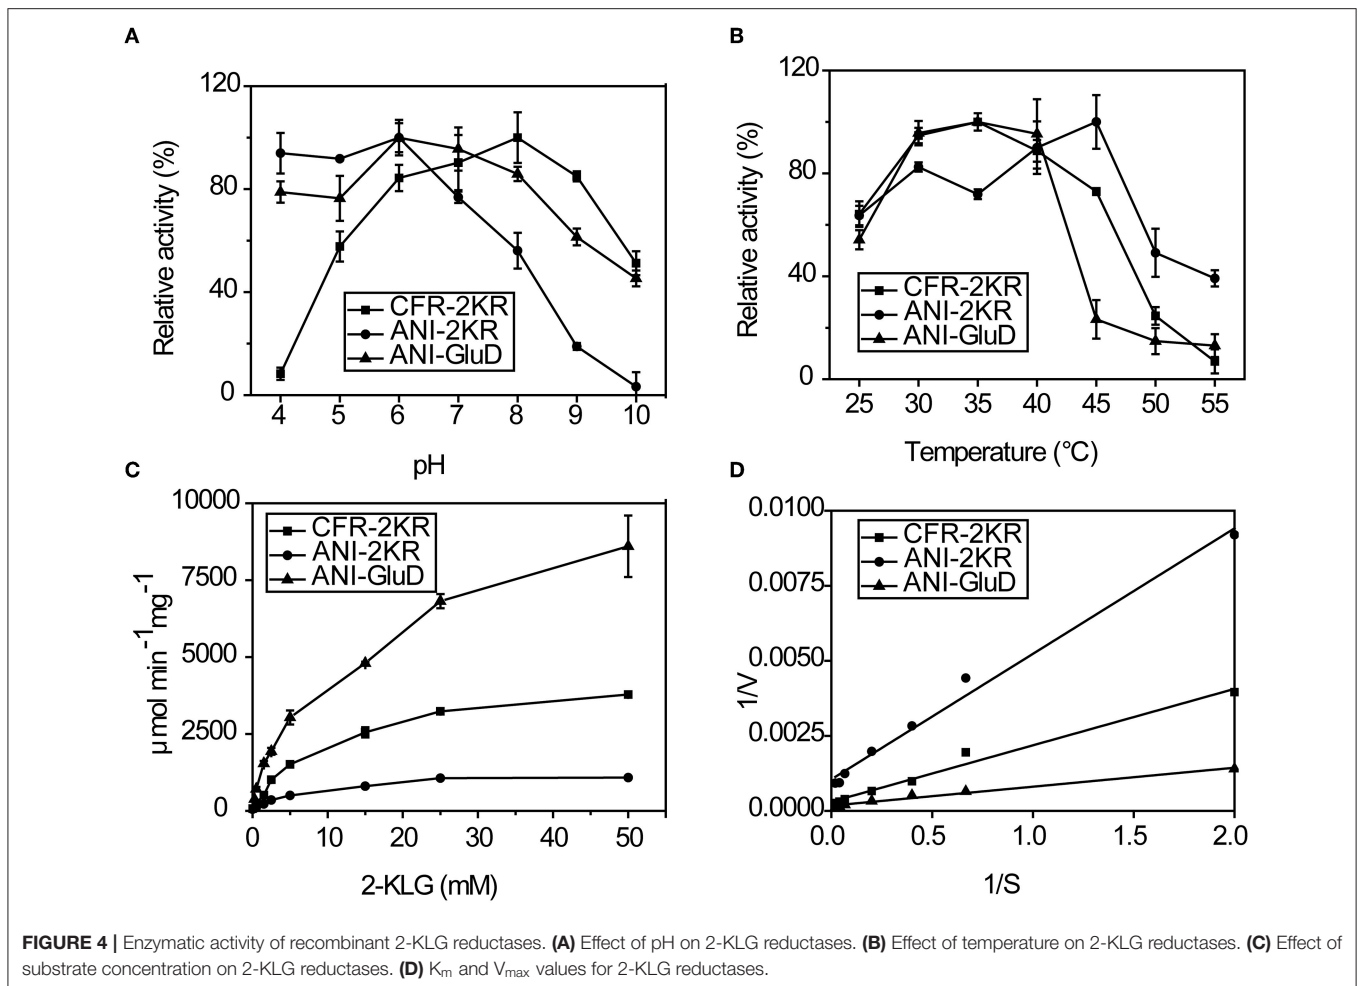 A
120
80
40
0
Relative activity (%)
CFR-2KR
ANI-2KR
ANI-GluD
4 5 6 7 8 9 10
pH
B
120
80
40
0
Relative activity (%)
CFR-2KR
ANI-2KR
ANI-GluD
25 30 35 40 45 50 55
Temperature (°C)
C
10000
7500
5000
2500
0
µmol min⁻¹mg⁻¹
CFR-2KR
ANI-2KR
ANI-GluD
0 10 20 30 40 50
2-KLG (mM)
D
0.0100
0.0075
0.0050
0.0025
0.0000
1/V
CFR-2KR
ANI-2KR
ANI-GluD
0.0 0.5 1.0 1.5 2.0
1/S
FIGURE 4 | Enzymatic activity of recombinant 2-KLG reductases. (A) Effect of pH on 2-KLG reductases. (B) Effect of temperature on 2-KLG reductases. (C) Effect of
substrate concentration on 2-KLG reductases. (D) Kₘ and Vₘₐₓ values for 2-KLG reductases.